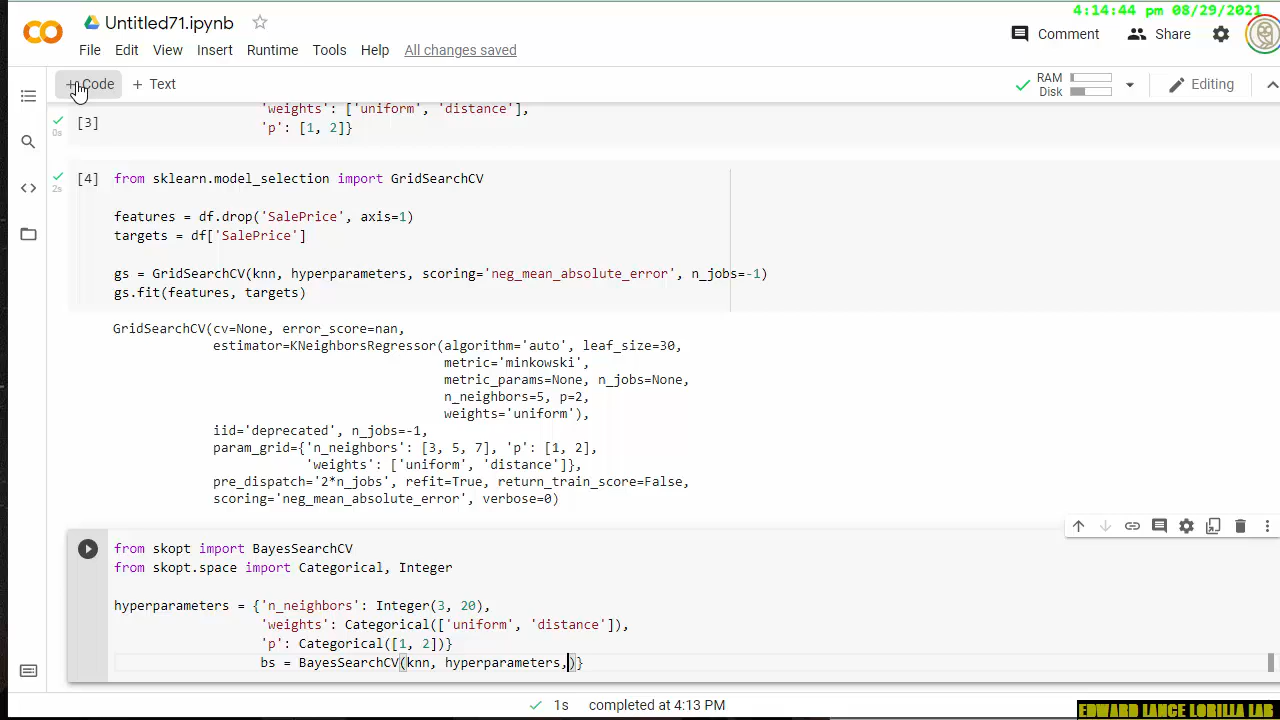 4:14:44 pm 08/29/2021
Untitled71.ipynb
File Edit View Insert Runtime Tools Help All changes saved
Comment Share
+ Code + Text
RAM
Disk
Editing
'weights': ['uniform', 'distance'],
[3]
0s
'p': [1, 2]}
[4] from sklearn.model_selection import GridSearchCV
2s
features = df.drop('SalePrice', axis=1)
targets = df['SalePrice']
gs = GridSearchCV(knn, hyperparameters, scoring='neg_mean_absolute_error', n_jobs=-1)
gs.fit(features, targets)
GridSearchCV(cv=None, error_score=nan,
estimator=KNeighborsRegressor(algorithm='auto', leaf_size=30,
metric='minkowski',
metric_params=None, n_jobs=None,
n_neighbors=5, p=2,
weights='uniform'),
iid='deprecated', n_jobs=-1,
param_grid={'n_neighbors': [3, 5, 7], 'p': [1, 2],
'weights': ['uniform', 'distance']},
pre_dispatch='2*n_jobs', refit=True, return_train_score=False,
scoring='neg_mean_absolute_error', verbose=0)
from skopt import BayesSearchCV
from skopt.space import Categorical, Integer
hyperparameters = {'n_neighbors': Integer(3, 20),
'weights': Categorical(['uniform', 'distance']),
'p': Categorical([1, 2])}
bs = BayesSearchCV(knn, hyperparameters,)}
1s completed at 4:13 PM
EDWARD LANCE LORILLA LAB